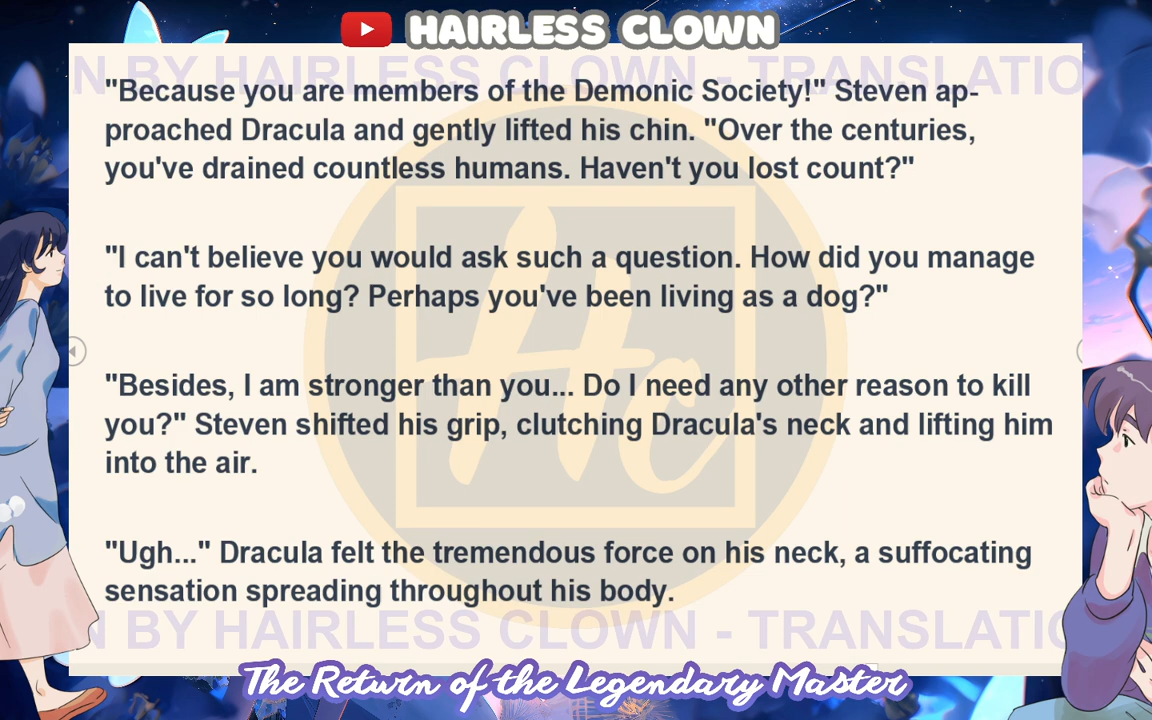 HAIRLESS CLOWN
N BY HAIRLESS CLOWN - TRANSLATIO
"Because you are members of the Demonic Society!" Steven ap-
proached Dracula and gently lifted his chin. "Over the centuries,
you've drained countless humans. Haven't you lost count?"
"I can't believe you would ask such a question. How did you manage
to live for so long? Perhaps you've been living as a dog?"
"Besides, I am stronger than you... Do I need any other reason to kill
you?" Steven shifted his grip, clutching Dracula's neck and lifting him
into the air.
"Ugh..." Dracula felt the tremendous force on his neck, a suffocating
sensation spreading throughout his body.
Hc
N BY HAIRLESS CLOWN - TRANSLATIO
The Return of the Legendary Master